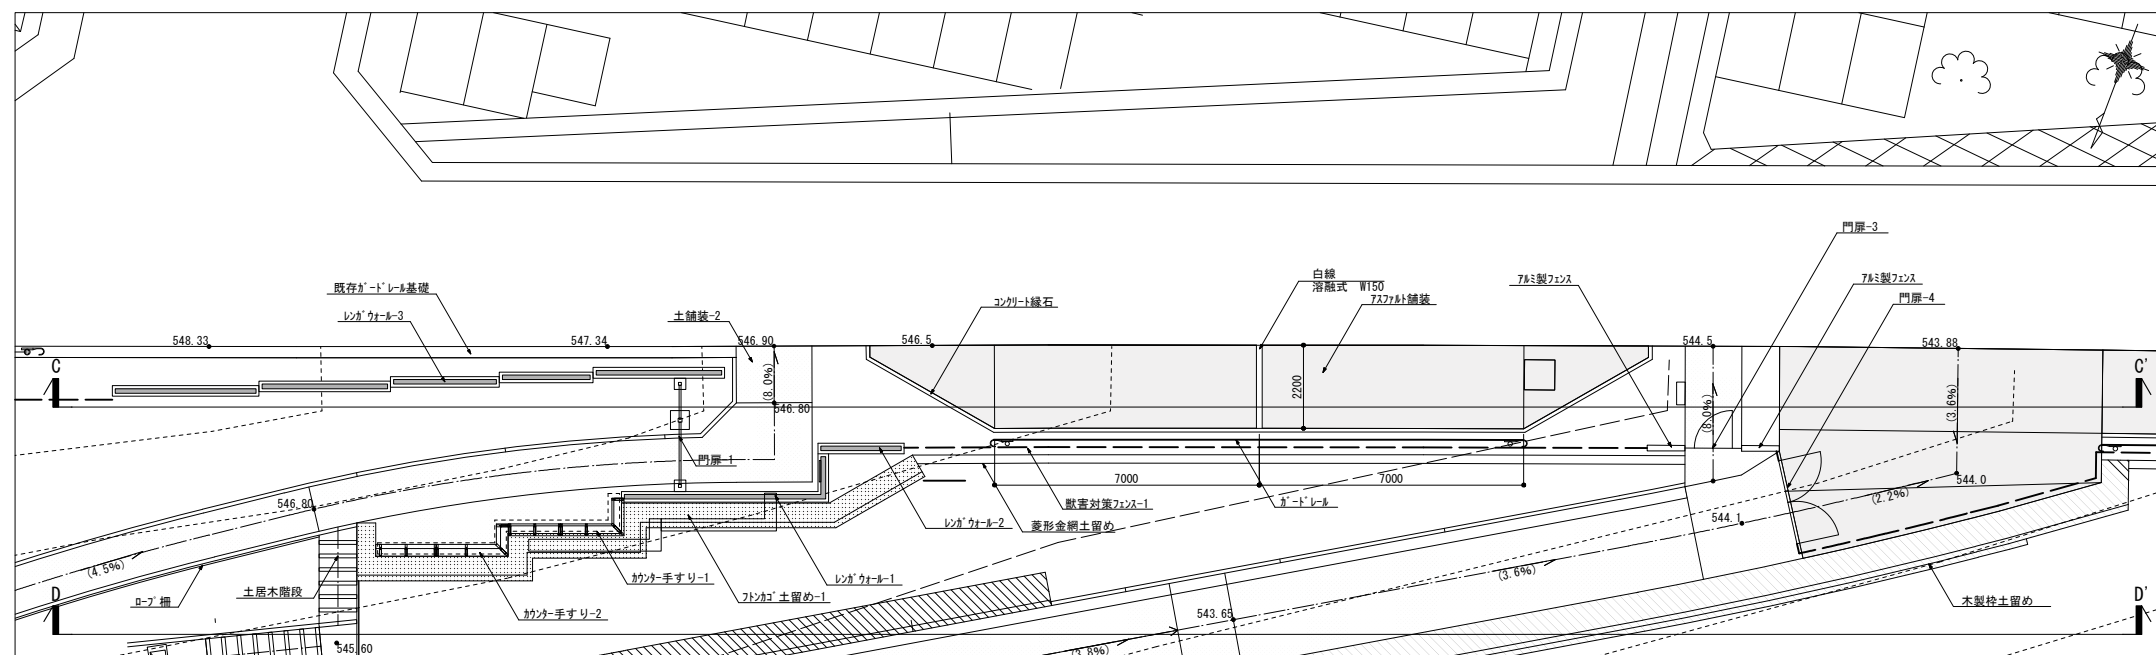 門扉-3
白線
溶融式 W150
ｱﾙﾐ製ﾌｪﾝｽ
ｱﾙﾐ製ﾌｪﾝｽ
既存ｶﾞｰﾄﾞﾚｰﾙ基礎
ｺﾝｸﾘｰﾄ縁石
ｱｽﾌｧﾙﾄ舗装
門扉-4
ﾚﾝｶﾞｳｫｰﾙ-3
土舗装-2
548.33
547.34
546.90
546.5
544.5
543.88
C
C'
(8.0%)
2200
(8.0%)
(3.6%)
546.80
門扉-1
7000
7000
544.0
(2.2%)
546.80
獣害対策ﾌｪﾝｽ-1
ｶﾞｰﾄﾞﾚｰﾙ
544.1
ﾚﾝｶﾞｳｫｰﾙ-2
菱形金網土留め
(4.5%)
ｶｳﾝﾀｰ手すり-1
ﾚﾝｶﾞｳｫｰﾙ-1
(3.6%)
D
D'
ﾛｰﾌﾟ柵
土居木階段
ﾌﾄﾝｶｺﾞ土留め-1
木製枠土留め
ｶｳﾝﾀｰ手すり-2
543.65
545.60
(3.8%)